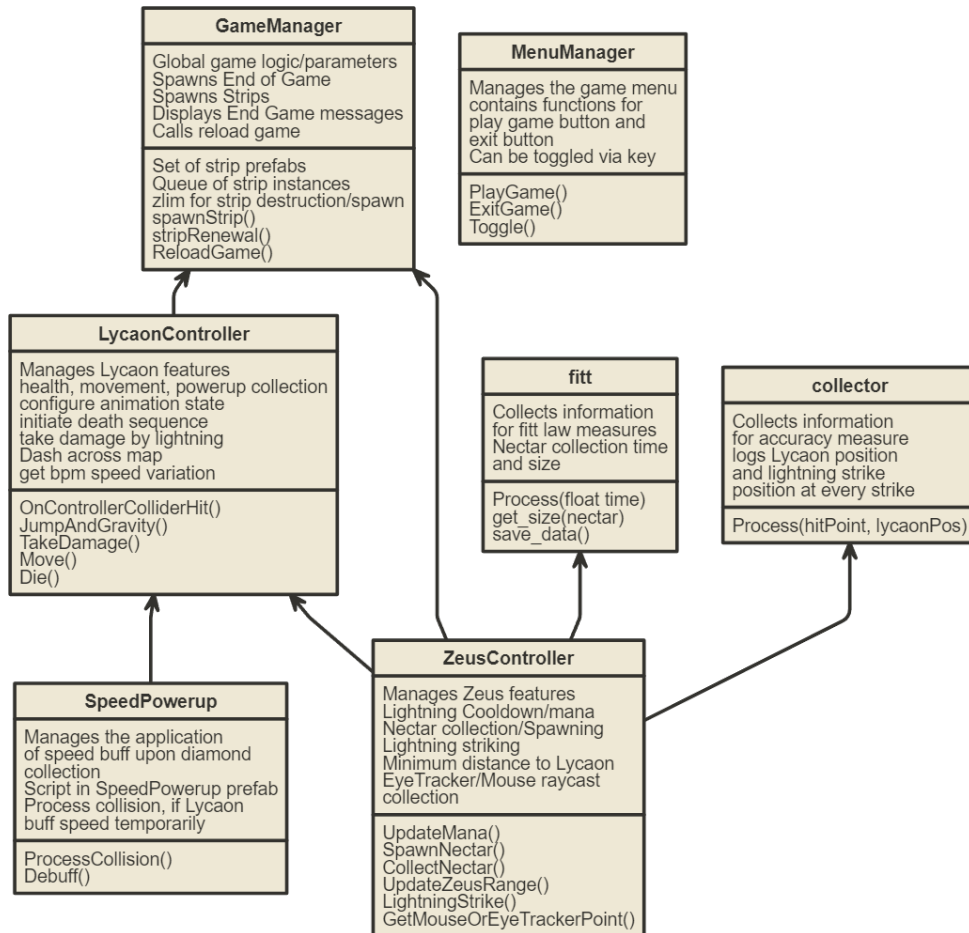 GameManager
Global game logic/parameters
Spawns End of Game
Spawns Strips
Displays End Game messages
Calls reload game
Set of strip prefabs
Queue of strip instances
zlim for strip destruction/spawn
spawnStrip()
stripRenewal()
ReloadGame()
MenuManager
Manages the game menu
contains functions for
play game button and
exit button
Can be toggled via key
PlayGame()
ExitGame()
Toggle()
LycaonController
Manages Lycaon features
health, movement, powerup collection
configure animation state
initiate death sequence
take damage by lightning
Dash across map
get bpm speed variation
OnControllerColliderHit()
JumpAndGravity()
TakeDamage()
Move()
Die()
fitt
Collects information
for fitt law measures
Nectar collection time
and size
Process(float time)
get_size(nectar)
save_data()
collector
Collects information
for accuracy measure
logs Lycaon position
and lightning strike
position at every strike
Process(hitPoint, lycaonPos)
SpeedPowerup
Manages the application
of speed buff upon diamond
collection
Script in SpeedPowerup prefab
Process collision, if Lycaon
buff speed temporarily
ProcessCollision()
Debuff()
ZeusController
Manages Zeus features
Lightning Cooldown/mana
Nectar collection/Spawning
Lightning striking
Minimum distance to Lycaon
EyeTracker/Mouse raycast
collection
UpdateMana()
SpawnNectar()
CollectNectar()
UpdateZeusRange()
LightningStrike()
GetMouseOrEyeTrackerPoint()